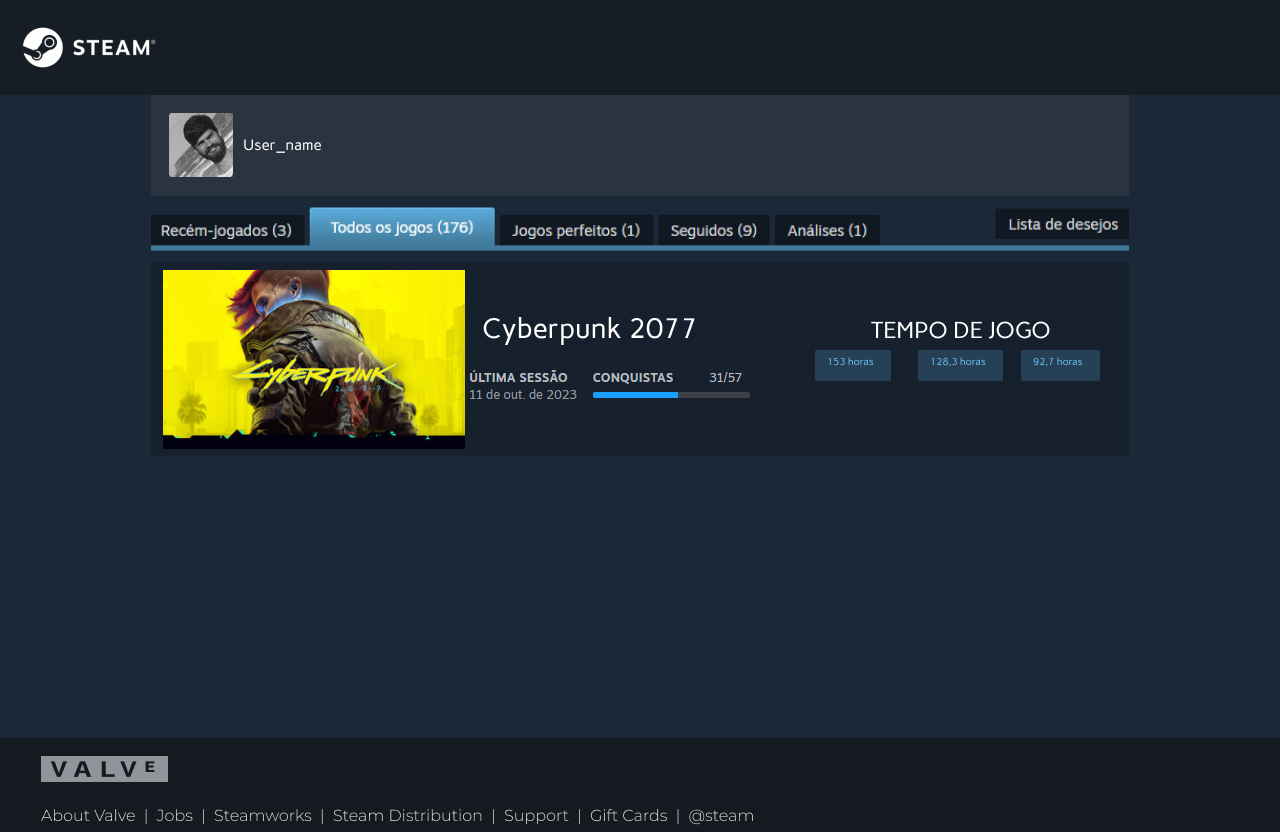 STEAM®
User_name
Recém-jogados (3)
Todos os jogos (176)
Jogos perfeitos (1)
Seguidos (9)
Análises (1)
Lista de desejos
CYBERPUNK
2077
Cyberpunk 2077
TEMPO DE JOGO
153 horas
128,3 horas
92,7 horas
ÚLTIMA SESSÃO
CONQUISTAS
31/57
11 de out. de 2023
VALVE
About Valve | Jobs | Steamworks | Steam Distribution | Support | Gift Cards | @steam